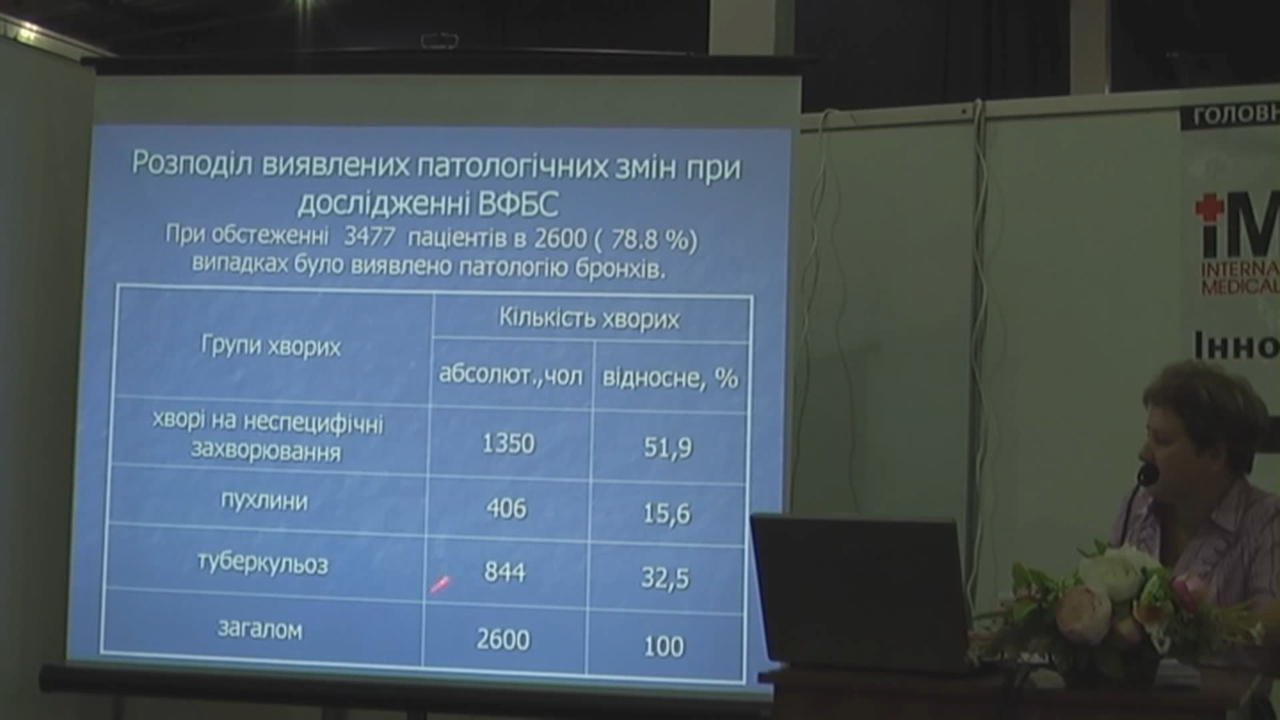 Розподіл виявлених патологічних змін при
дослідженні ВФБС
При обстеженні 3477 пацієнтів в 2600 ( 78.8 %)
випадках було виявлено патологію бронхів.
Групи хворих
Кількість хворих
абсолют.,чол
відносне, %
хворі на неспецифічні
захворювання
1350
51,9
пухлини
406
15,6
туберкульоз
844
32,5
загалом
2600
100
ГОЛОВН
iM
INTERNA
MEDICAL
Інно